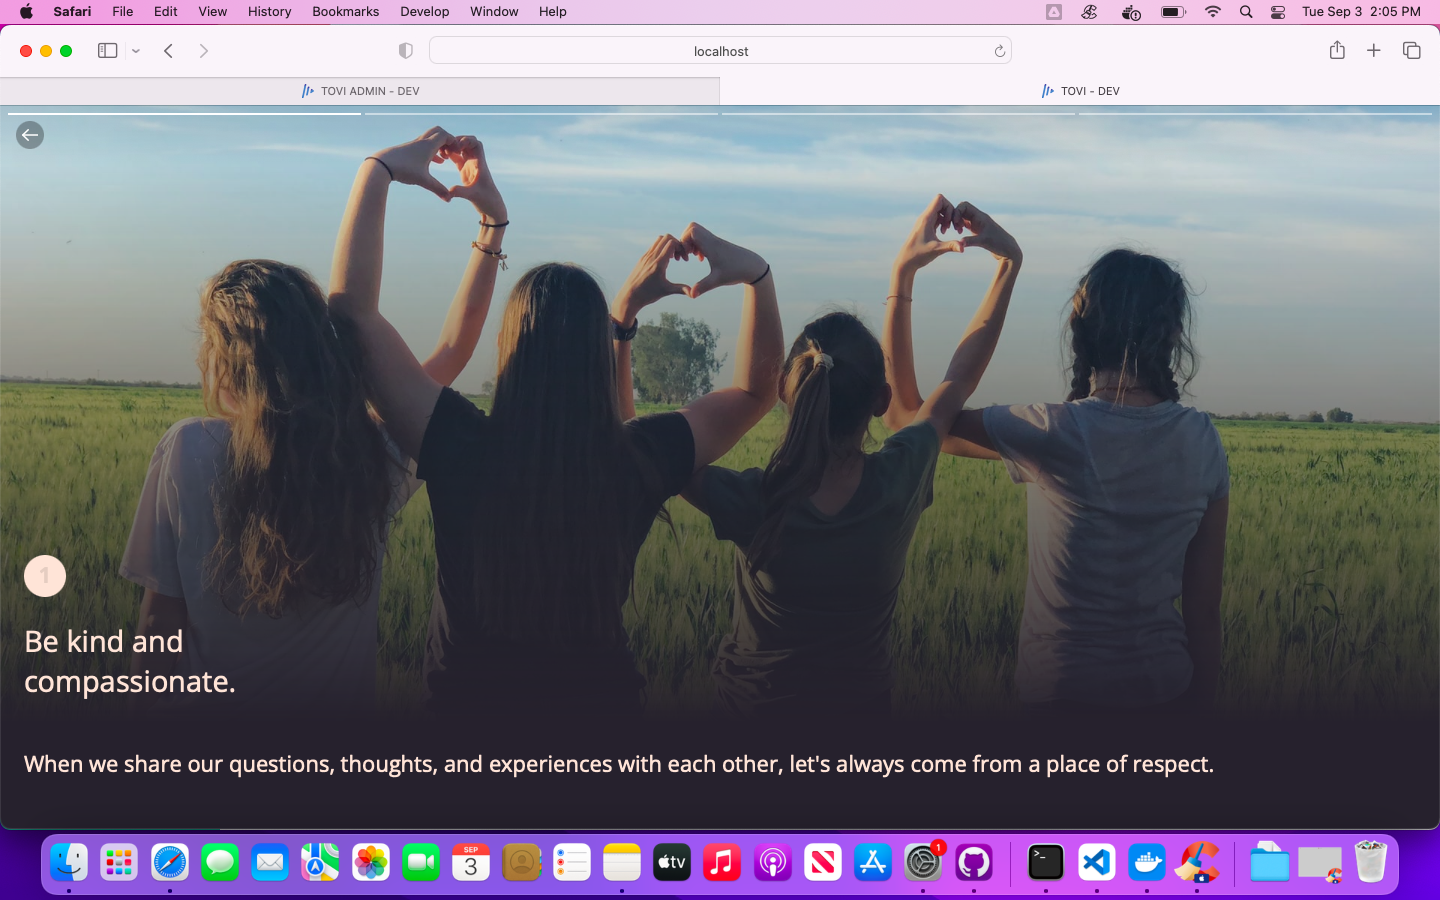 Safari File Edit View History Bookmarks Develop Window Help Tue Sep 3 2:05 PM
localhost
TOVI ADMIN - DEV
TOVI - DEV
1
Be kind and
compassionate.
When we share our questions, thoughts, and experiences with each other, let's always come from a place of respect.
SEP
3
tv
1
>_